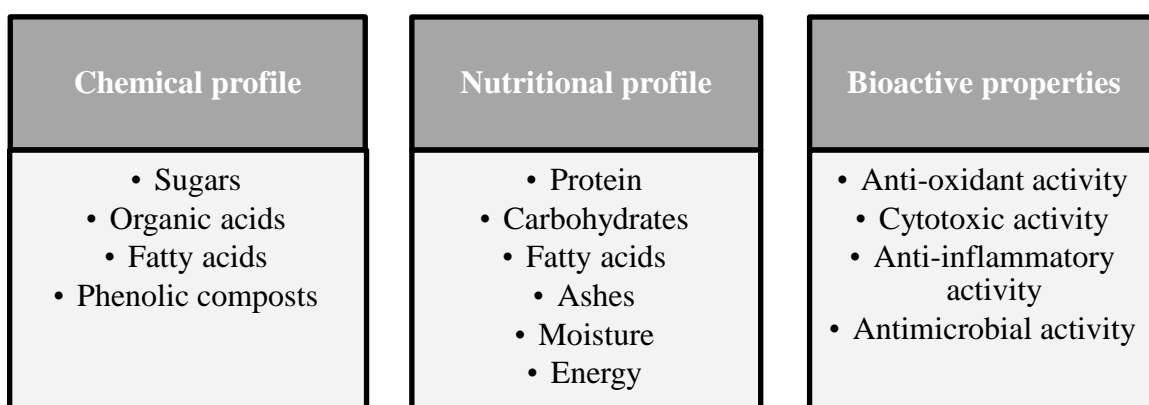 Chemical profile
• Sugars
• Organic acids
• Fatty acids
• Phenolic composts
Nutritional profile
• Protein
• Carbohydrates
• Fatty acids
• Ashes
• Moisture
• Energy
Bioactive properties
• Anti-oxidant activity
• Cytotoxic activity
• Anti-inflammatory
activity
• Antimicrobial activity